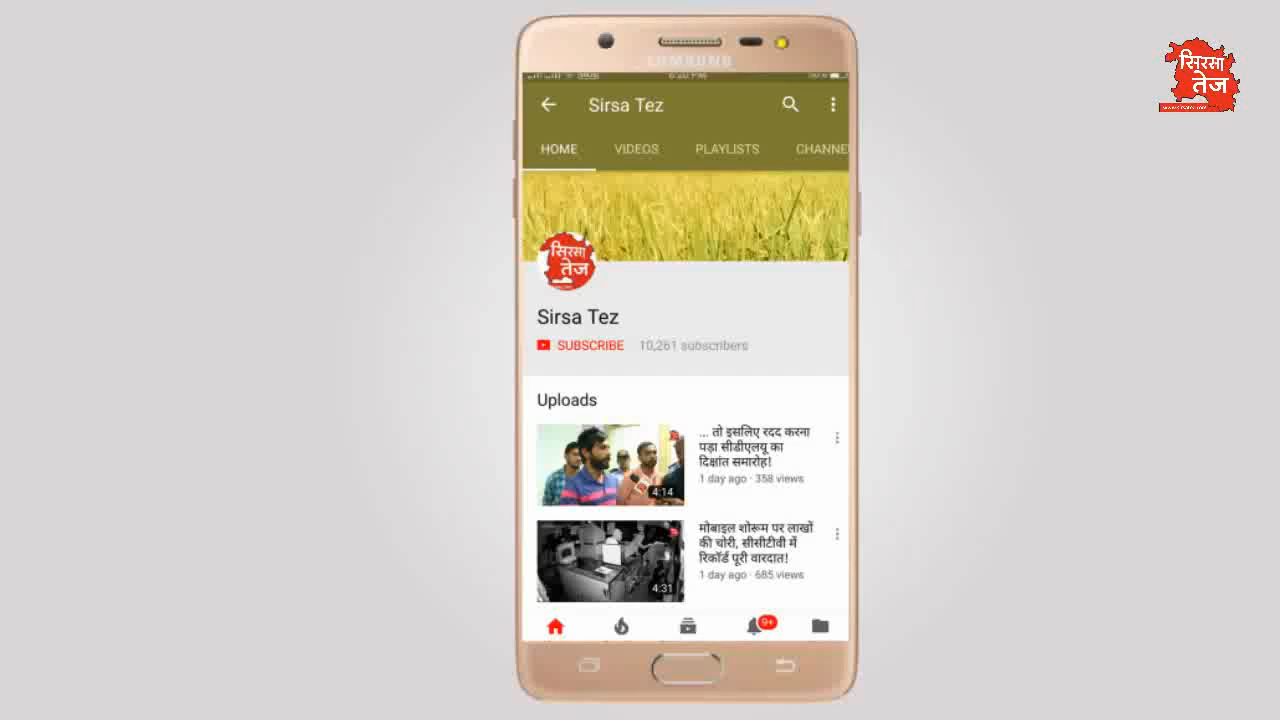 सिरसा
तेज
SAMSUNG
Sirsa Tez
HOME VIDEOS PLAYLISTS CHANNE
सिरसा
तेज
Sirsa Tez
SUBSCRIBE 10,261 subscribers
Uploads
... तो इसलिए रदद करना
पड़ा सीडीएलयू का
दिक्षांत समारोह!
1 day ago · 358 views
4:14
मोबाइल शोरूम पर लाखों
की चोरी, सीसीटीवी में
रिकॉर्ड पूरी वारदात!
1 day ago · 685 views
4:31
9+